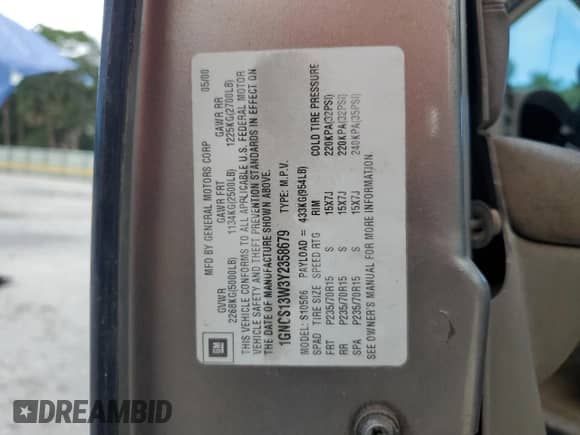 MFD BY GENERAL MOTORS CORP 05/00
GVWR GAWR FRT GAWR RR
2268KG(5000LB) 1134KG(2500LB) 1225KG(2700LB)
THIS VEHICLE CONFORMS TO ALL APPLICABLE U.S. FEDERAL MOTOR
VEHICLE SAFETY AND THEFT PREVENTION STANDARDS IN EFFECT ON
THE DATE OF MANUFACTURE SHOWN ABOVE.
1GNCS13W3Y2358679 TYPE: M.P.V.
MODEL: S10506 PAYLOAD = 433KG(954LB)
SPAD TIRE SIZE SPEED RTG RIM COLD TIRE PRESSURE
FRT P235/70R15 S 15X7J 220KPA(32PSI)
RR P235/70R15 S 15X7J 220KPA(32PSI)
SPA P235/70R15 S 15X7J 240KPA(35PSI)
SEE OWNER'S MANUAL FOR MORE INFORMATION.
GM
DREAMBID